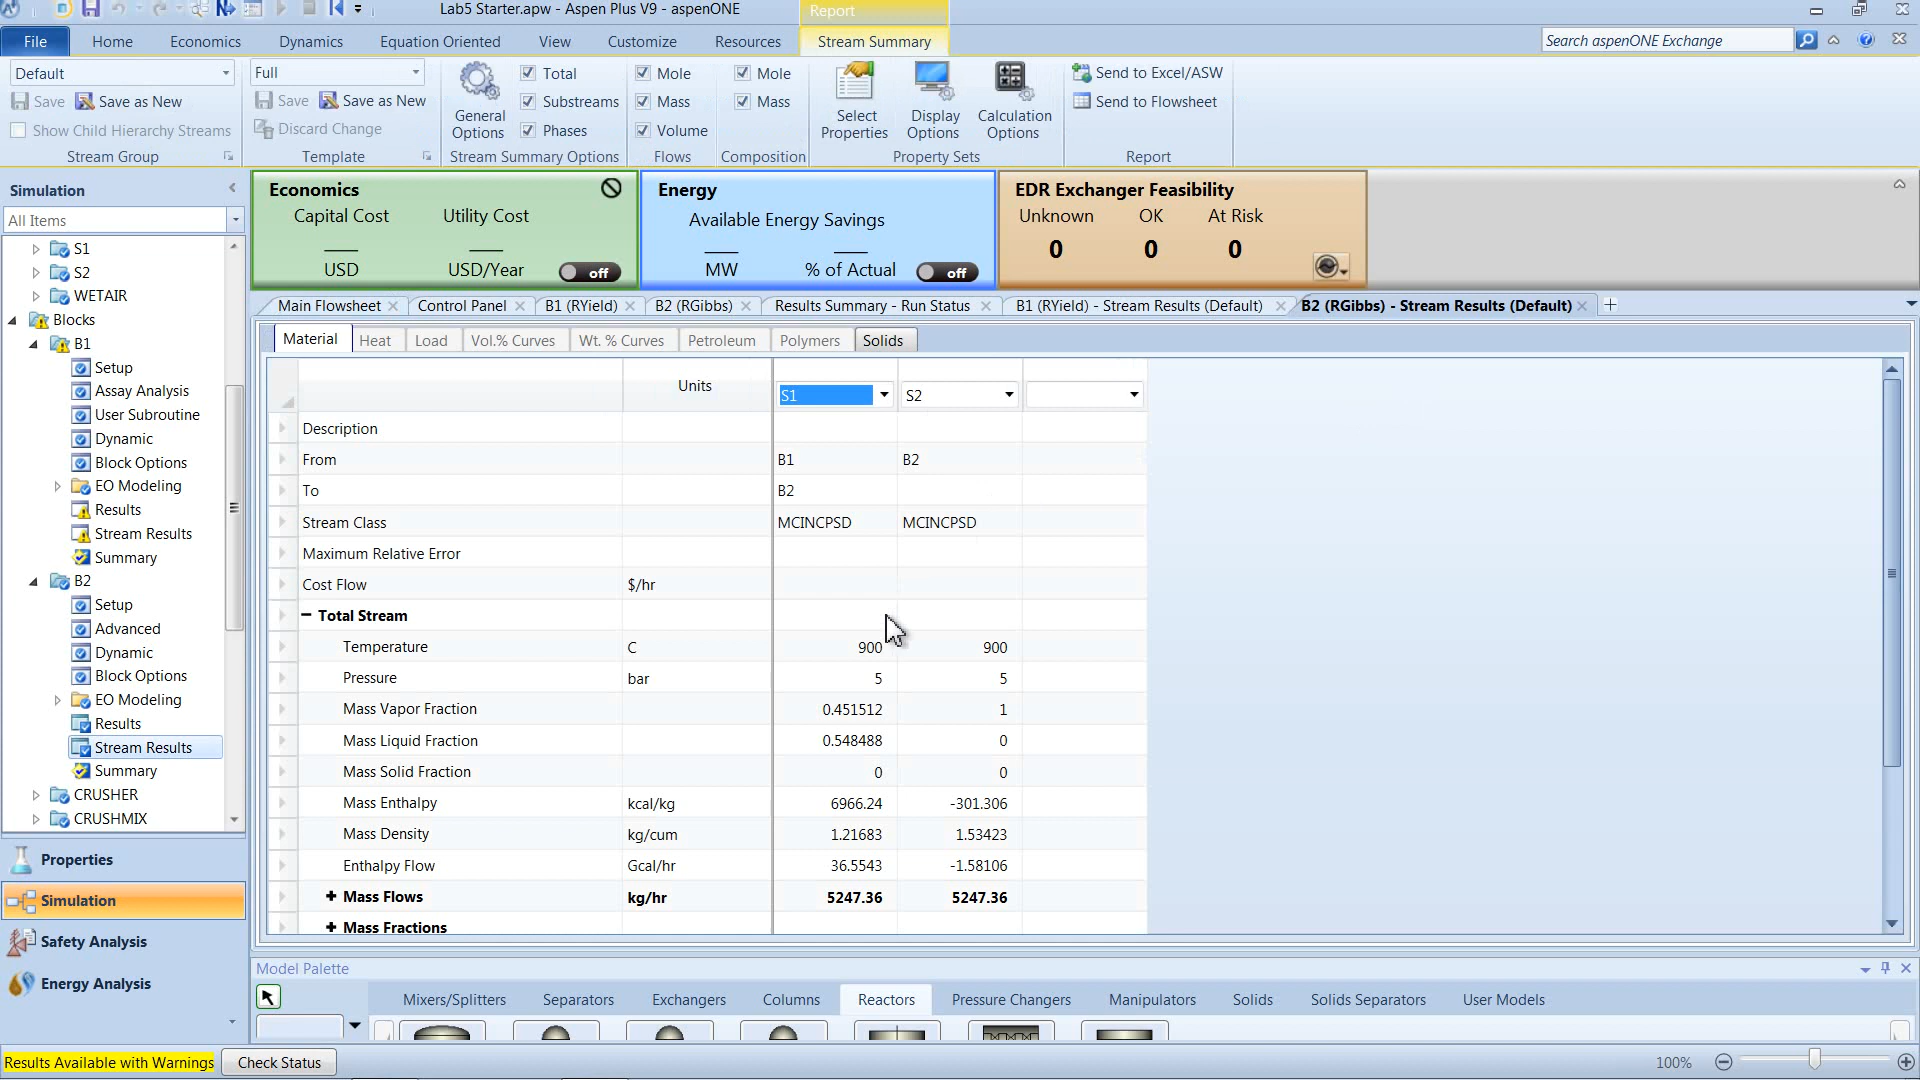 Lab5 Starter.apw - Aspen Plus V9 - aspenONE
Report
File
Home
Economics
Dynamics
Equation Oriented
View
Customize
Resources
Stream Summary
Search aspenONE Exchange
Default
Save
Save as New
Show Child Hierarchy Streams
Stream Group
Full
Save
Save as New
Discard Change
Template
General Options
Total
Substreams
Phases
Stream Summary Options
Mole
Mass
Volume
Flows
Mole
Mass
Composition
Select Properties
Display Options
Calculation Options
Property Sets
Send to Excel/ASW
Send to Flowsheet
Report
Simulation
All Items
S1
S2
WETAIR
Blocks
B1
Setup
Assay Analysis
User Subroutine
Dynamic
Block Options
EO Modeling
Results
Stream Results
Summary
B2
Setup
Advanced
Dynamic
Block Options
EO Modeling
Results
Stream Results
Summary
CRUSHER
CRUSHMIX
Properties
Simulation
Safety Analysis
Energy Analysis
Economics
Capital Cost Utility Cost
USD USD/Year off
Energy
Available Energy Savings
MW % of Actual off
EDR Exchanger Feasibility
Unknown OK At Risk
0 0 0
Main Flowsheet
Control Panel
B1 (RYield)
B2 (RGibbs)
Results Summary - Run Status
B1 (RYield) - Stream Results (Default)
B2 (RGibbs) - Stream Results (Default)
Material
Heat
Load
Vol.% Curves
Wt. % Curves
Petroleum
Polymers
Solids
Units S1 S2
Description
From B1 B2
To B2
Stream Class MCINCPSD MCINCPSD
Maximum Relative Error
Cost Flow $/hr
Total Stream
Temperature C 900 900
Pressure bar 5 5
Mass Vapor Fraction 0.451512 1
Mass Liquid Fraction 0.548488 0
Mass Solid Fraction 0 0
Mass Enthalpy kcal/kg 6966.24 -301.306
Mass Density kg/cum 1.21683 1.53423
Enthalpy Flow Gcal/hr 36.5543 -1.58106
Mass Flows kg/hr 5247.36 5247.36
Mass Fractions
Model Palette
Mixers/Splitters
Separators
Exchangers
Columns
Reactors
Pressure Changers
Manipulators
Solids
Solids Separators
User Models
Results Available with Warnings
Check Status
100%